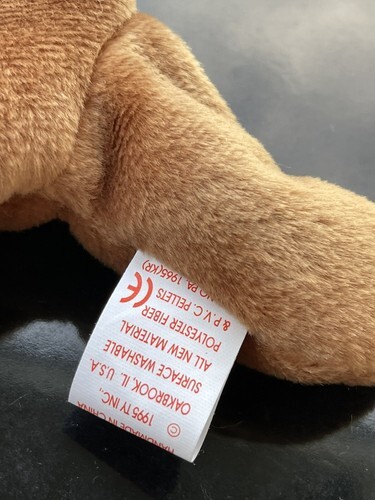 HANDMADE IN CHINA
© 1995 TY INC.,
OAKBROOK, IL. U.S.A.
SURFACE WASHABLE
ALL NEW MATERIAL
POLYESTER FIBER
& P.V.C. PELLETS CE
NO. PA. 1965(KR)